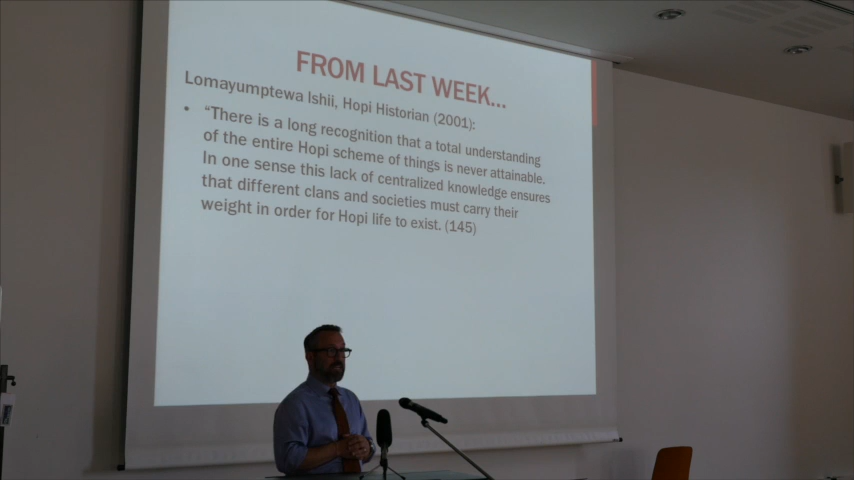 FROM LAST WEEK...
Lomayumptewa Ishii, Hopi Historian (2001):
• “There is a long recognition that a total understanding
of the entire Hopi scheme of things is never attainable.
In one sense this lack of centralized knowledge ensures
that different clans and societies must carry their
weight in order for Hopi life to exist. (145)